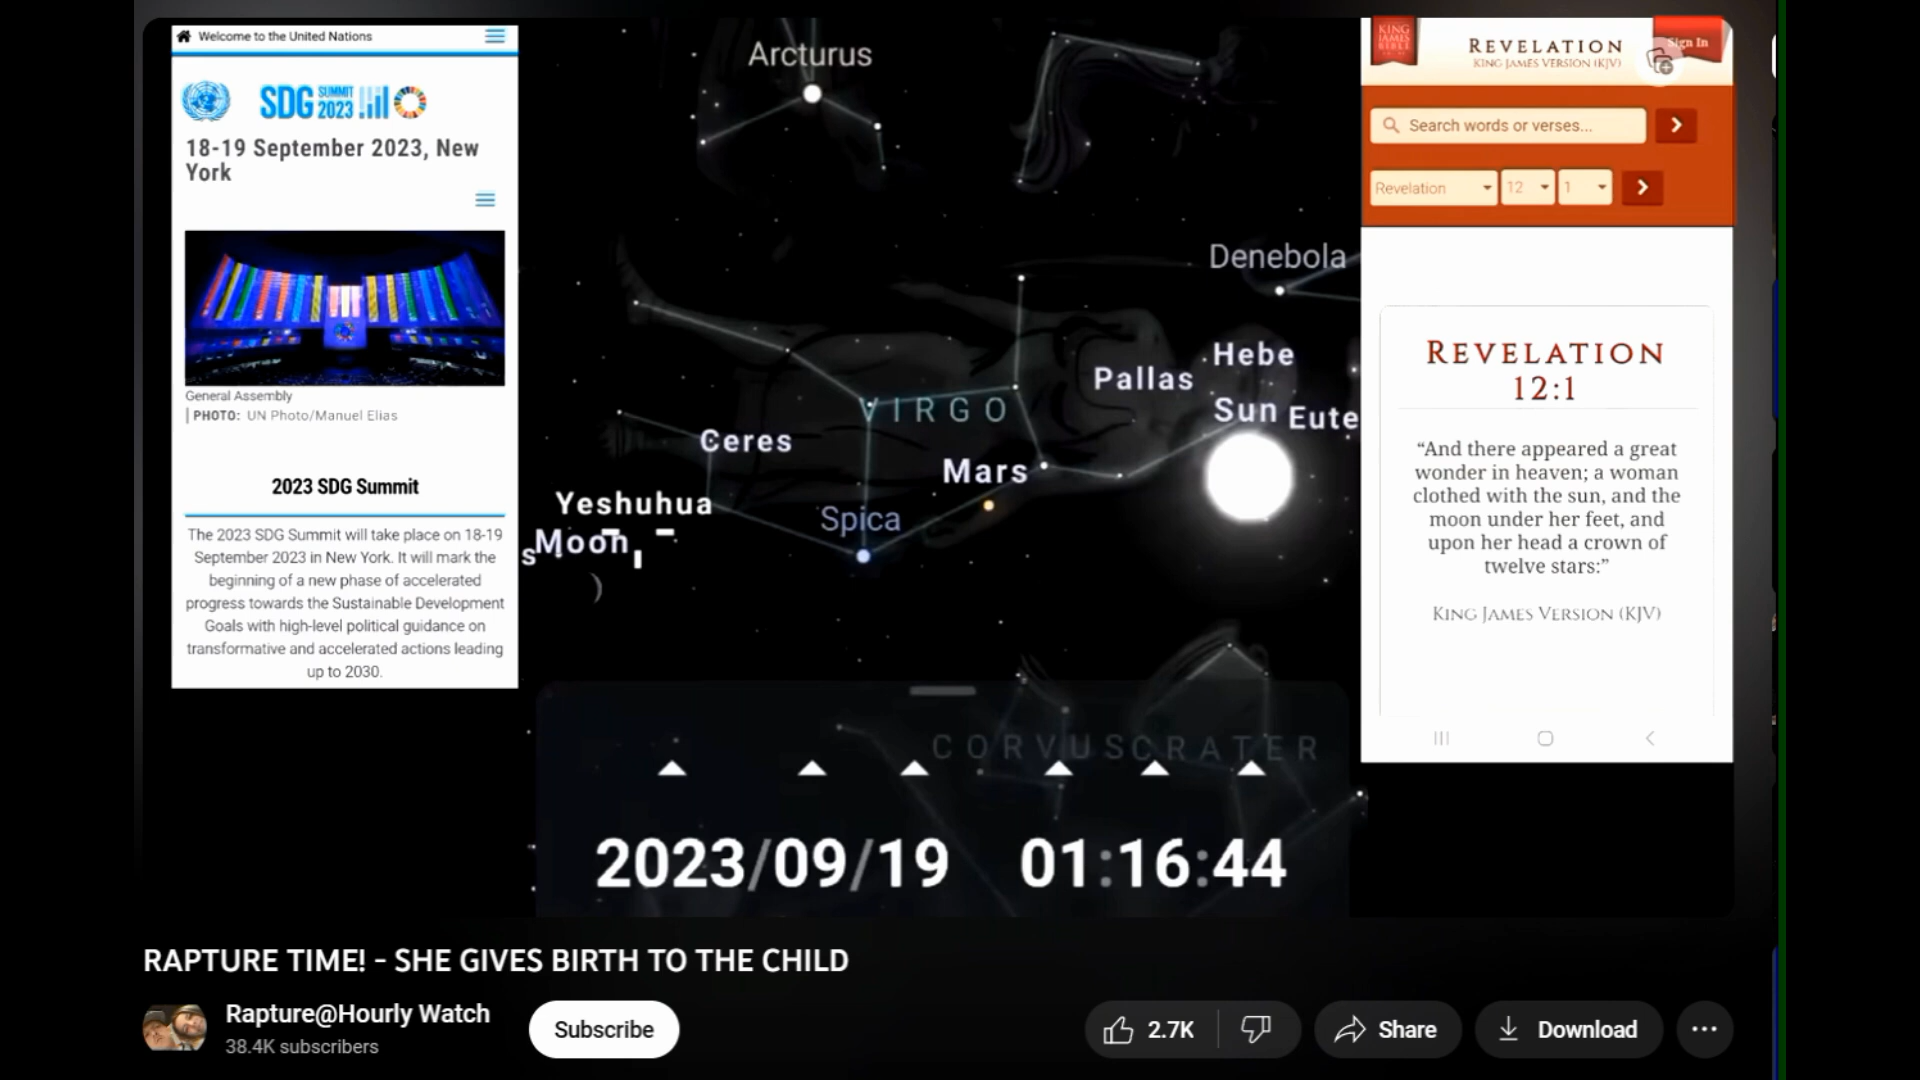 Welcome to the United Nations
SDG SUMMIT 2023
18-19 September 2023, New
York
General Assembly
PHOTO: UN Photo/Manuel Elias
2023 SDG Summit
The 2023 SDG Summit will take place on 18-19
September 2023 in New York. It will mark the
beginning of a new phase of accelerated
progress towards the Sustainable Development
Goals with high-level political guidance on
transformative and accelerated actions leading
up to 2030.
Arcturus
Denebola
Hebe
Pallas
Sun Eute
VIRGO
Ceres
Mars
Yeshuhua
Spica
s
Moon
CORVUS
CRATER
2023/09/19 01:16:44
KING
JAMES
BIBLE
REVELATION
KING JAMES VERSION (KJV)
Sign In
Search words or verses...
Revelation 12 1
REVELATION
12:1
“And there appeared a great
wonder in heaven; a woman
clothed with the sun, and the
moon under her feet, and
upon her head a crown of
twelve stars:”
KING JAMES VERSION (KJV)
RAPTURE TIME! - SHE GIVES BIRTH TO THE CHILD
Rapture@Hourly Watch
38.4K subscribers
Subscribe
2.7K
Share
Download